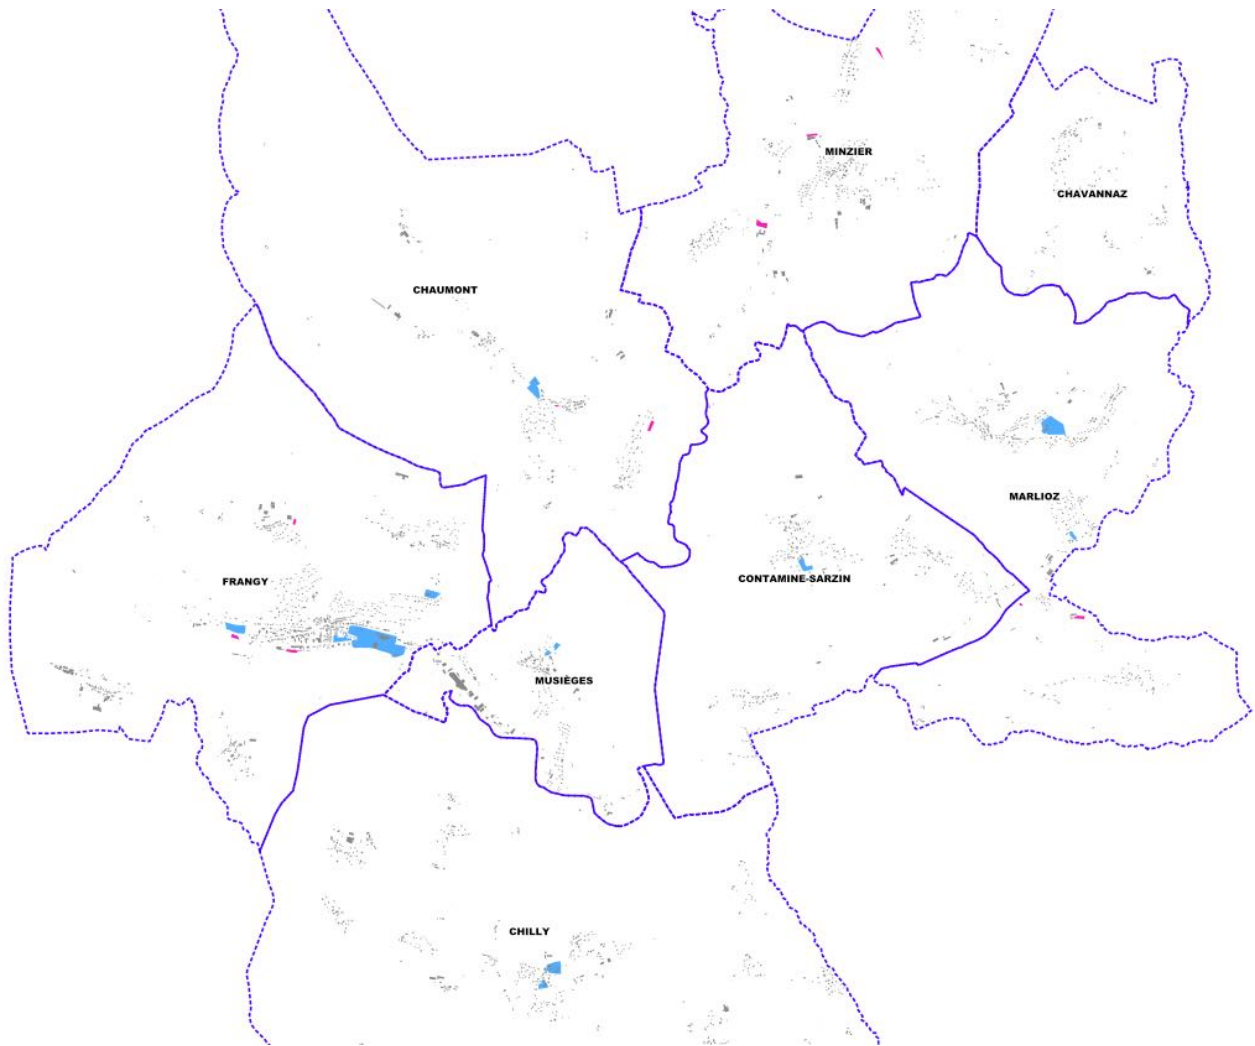 MINZIER
CHAVANNAZ
CHAUMONT
MARLIOZ
CONTAMINE-SARZIN
FRANGY
MUSIÈGES
CHILLY